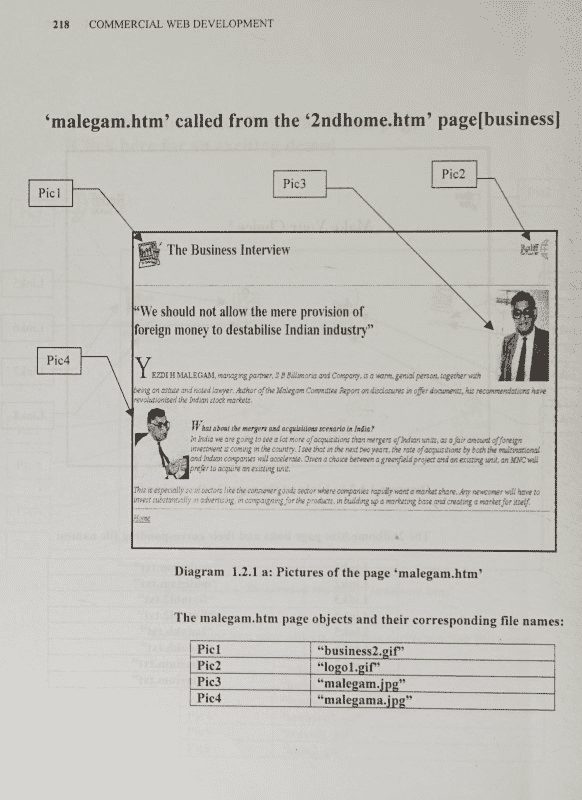 218 COMMERCIAL WEB DEVELOPMENT
‘malegam.htm’ called from the ‘2ndhome.htm’ page[business]
Pic1
Pic3
Pic2
The Business Interview
“We should not allow the mere provision of
foreign money to destabilise Indian industry”
Pic4
YEZDI H MALEGAM, managing partner, S B Billimoria and Company, is a warm, genial person, together with
being an astute and noted lawyer. Author of the Malegam Committee Report on disclosures in offer documents, his recommendations have
revolutionised the Indian stock markets.
What about the mergers and acquisitions scenario in India?
In India we are going to see a lot more of acquisitions than mergers of Indian units, as a fair amount of foreign
investment is coming in the country. I see that in the next two years, the rate of acquisitions by both the multinational
and Indian companies will accelerate. Given a choice between a greenfield project and an existing unit, an MNC will
prefer to acquire an existing unit.
This is especially so in sectors like the consumer goods sector where companies rapidly want a market share. Any newcomer will have to
invest substantially in advertising, in campaigning for the products, in building up a marketing base and creating a market for itself.
Home
Diagram 1.2.1 a: Pictures of the page ‘malegam.htm’
The malegam.htm page objects and their corresponding file names:
Pic1 “business2.gif”
Pic2 “logo1.gif”
Pic3 “malegam.jpg”
Pic4 “malegama.jpg”